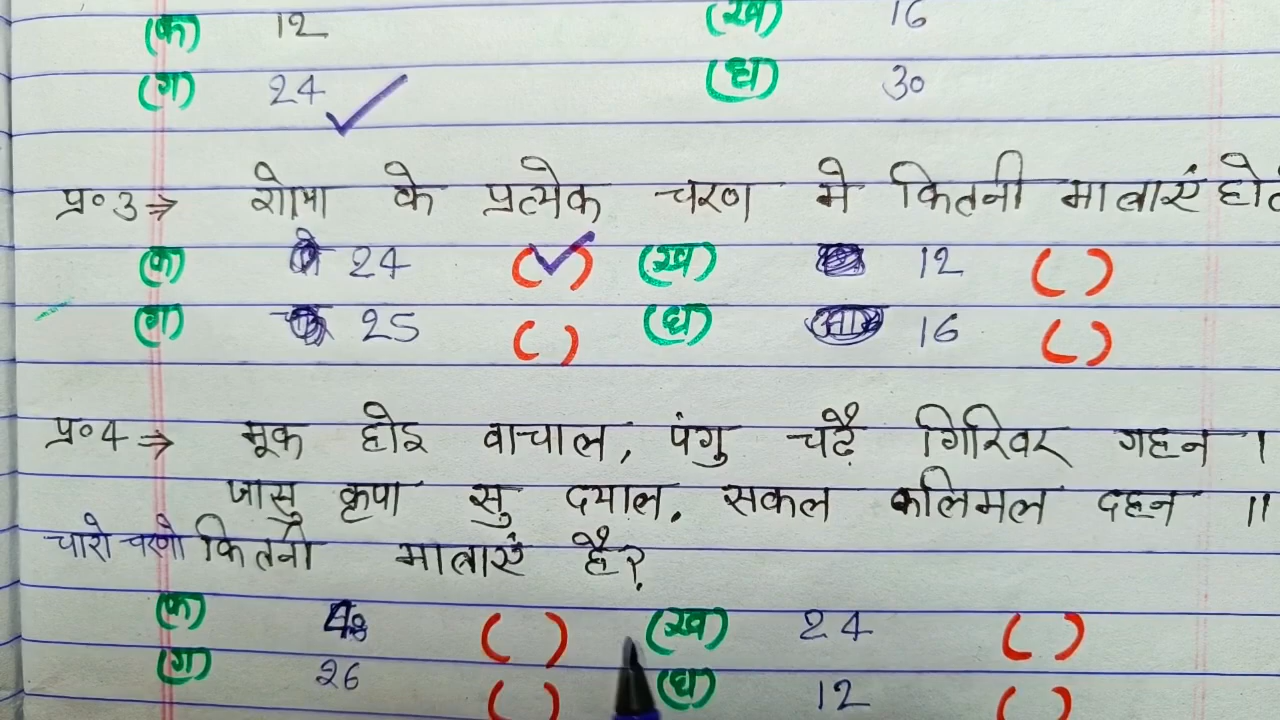 (क) 12 (ख) 16
(ग) 24 (घ) 30
प्र०3⇒ रोला के प्रत्येक चरण मे कितनी मात्राएं होत
(क) 24 ( ) (ख) 12 ( )
(ग) 25 ( ) (घ) 16 ( )
प्र०4⇒ मूक होइ वाचाल, पंगु चढ़ै गिरिवर गहन ।
जासु कृपा सु दयाल, सकल कलिमल दहन ॥
चारो चरणो कितनी मात्राएं है?
(क) 48 ( ) (ख) 24 ( )
(ग) 26 ( ) (घ) 12 ( )